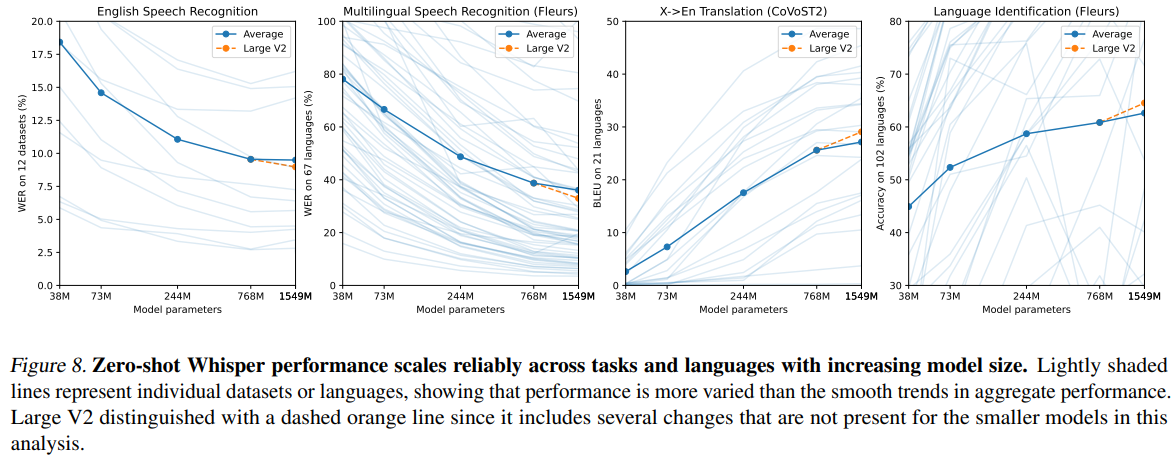 English Speech Recognition
WER on 12 datasets (%)
20.0
17.5
15.0
12.5
10.0
7.5
5.0
2.5
0.0
Average
Large V2
38M 73M 244M 768M 1549M
Model parameters
Multilingual Speech Recognition (Fleurs)
WER on 67 languages (%)
100
80
60
40
20
0
Average
Large V2
38M 73M 244M 768M 1549M
Model parameters
X->En Translation (CoVoST2)
BLEU on 21 languages
50
40
30
20
10
0
Average
Large V2
38M 73M 244M 768M 1549M
Model parameters
Language Identification (Fleurs)
Accuracy on 102 languages (%)
80
70
60
50
40
30
Average
Large V2
38M 73M 244M 768M 1549M
Model parameters
Figure 8. Zero-shot Whisper performance scales reliably across tasks and languages with increasing model size. Lightly shaded
lines represent individual datasets or languages, showing that performance is more varied than the smooth trends in aggregate performance.
Large V2 distinguished with a dashed orange line since it includes several changes that are not present for the smaller models in this
analysis.